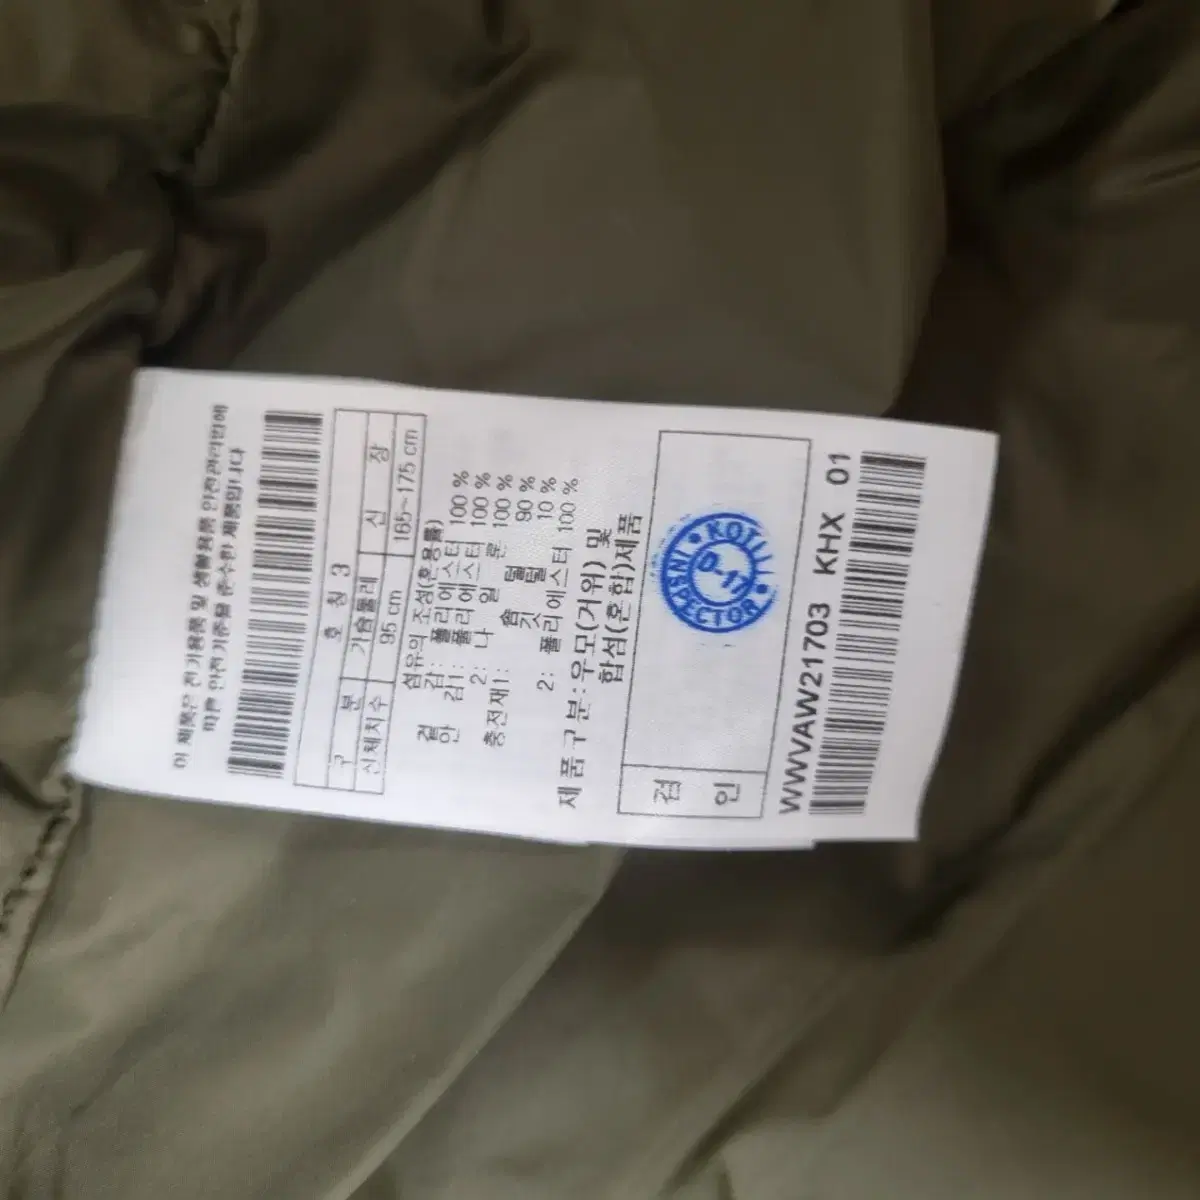 이 제품은 전기용품 및 생활용품 안전관리법에
따른 안전기준을 준수한 제품입니다
호칭 3
구 분 가슴둘레 신 장
신체치수 95 cm 165~175 cm
섬유의 조성(혼용률)
겉 감: 폴리에스터 100 %
안 감1: 폴리에스터 100 %
2: 나 일 론 100 %
충전재1: 솜 털 90 %
깃 털 10 %
2: 폴리에스터 100 %
제품구분:우모(거위) 및
합섬(혼합)제품
검 인
KOTITI
D-17
INSPECTOR
WWVAW21703 KHX 01